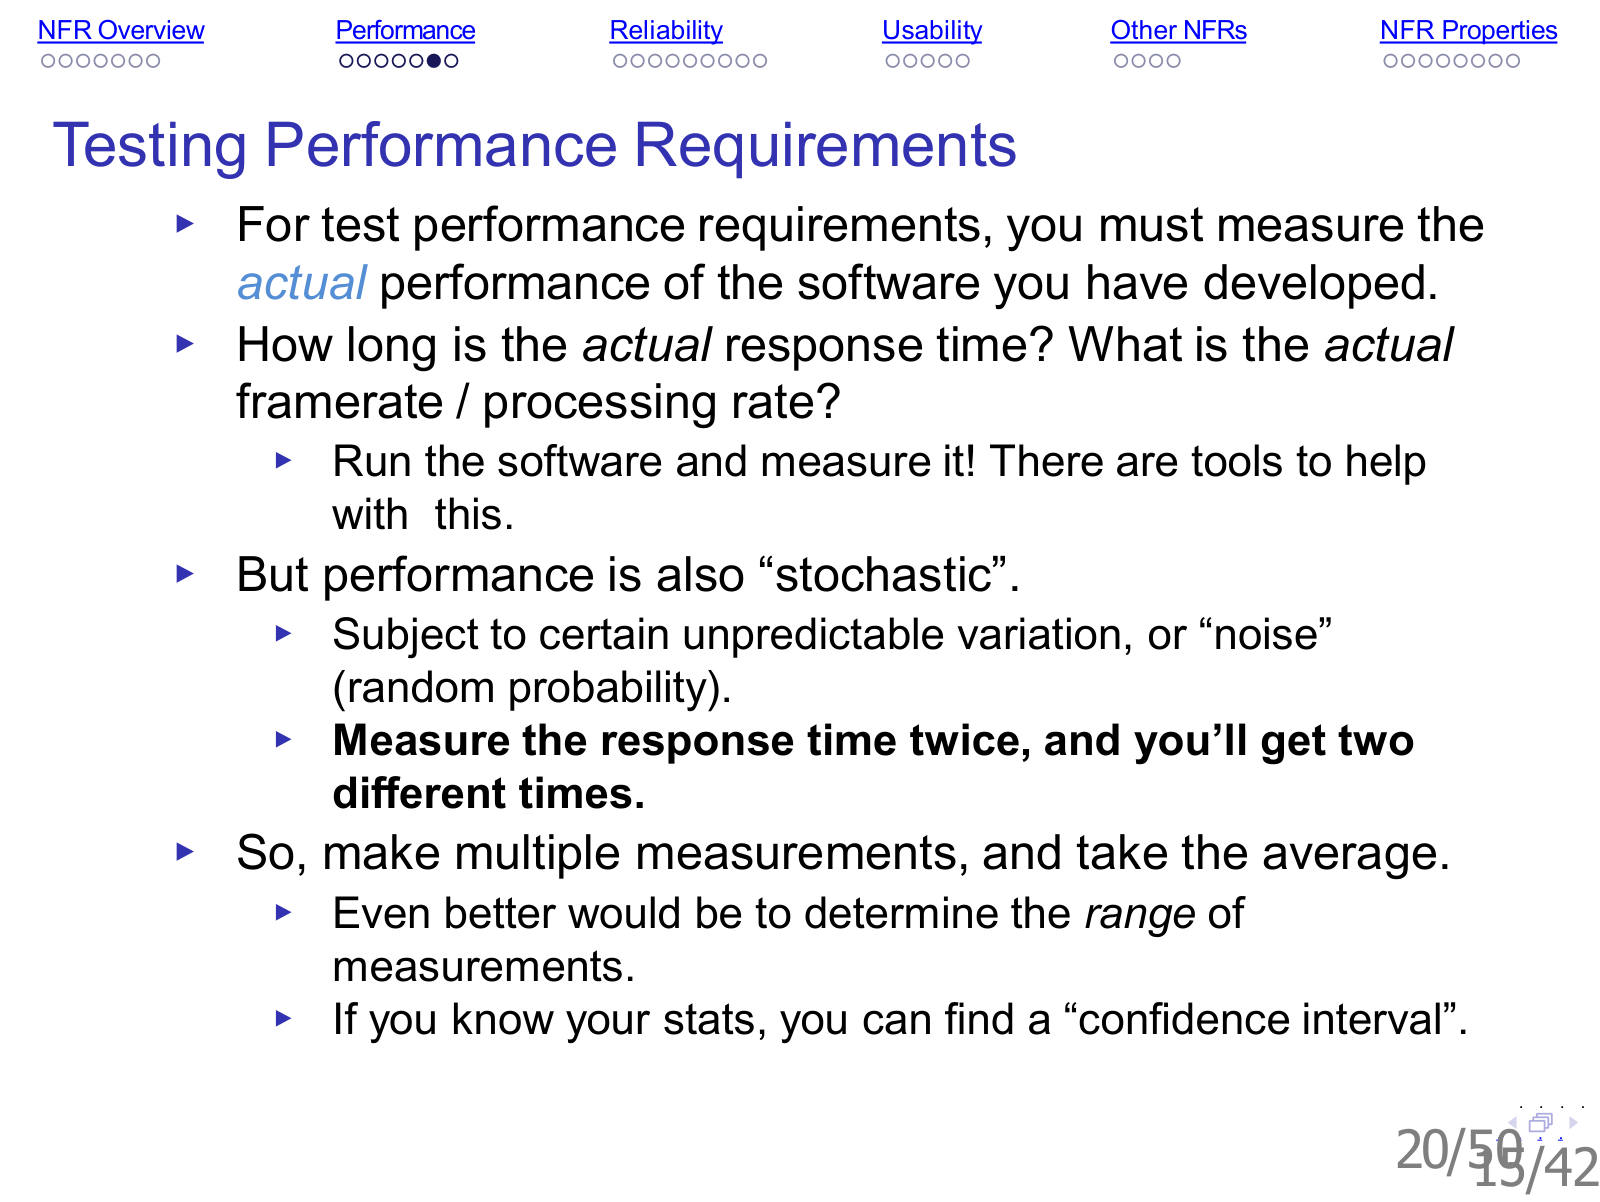 NFR Overview Performance Reliability Usability Other NFRs NFR Properties
Testing Performance Requirements
For test performance requirements, you must measure the
actual performance of the software you have developed.
How long is the actual response time? What is the actual
framerate / processing rate?
Run the software and measure it! There are tools to help
with this.
But performance is also “stochastic”.
Subject to certain unpredictable variation, or “noise”
(random probability).
Measure the response time twice, and you’ll get two
different times.
So, make multiple measurements, and take the average.
Even better would be to determine the range of
measurements.
If you know your stats, you can find a “confidence interval”.
20/50
15/42